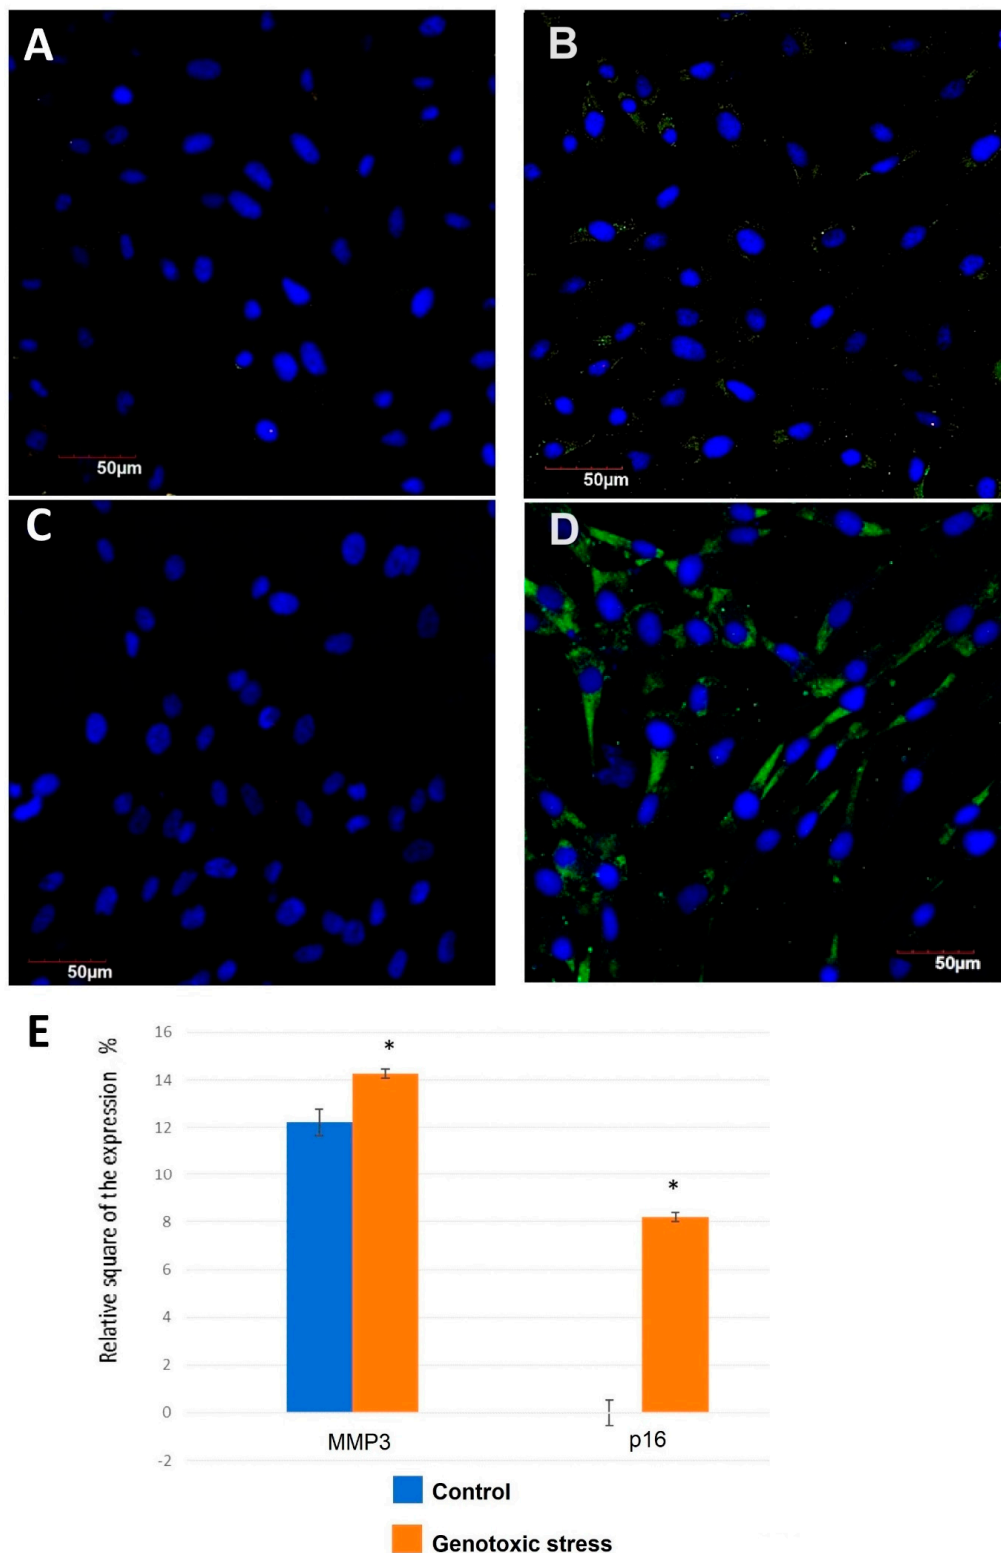 A
B
50µm
50µm
C
D
50µm
50µm
E
Relative square of the expression %
16
14
12
10
8
6
4
2
0
-2
*
*
MMP3
p16
Control
Genotoxic stress